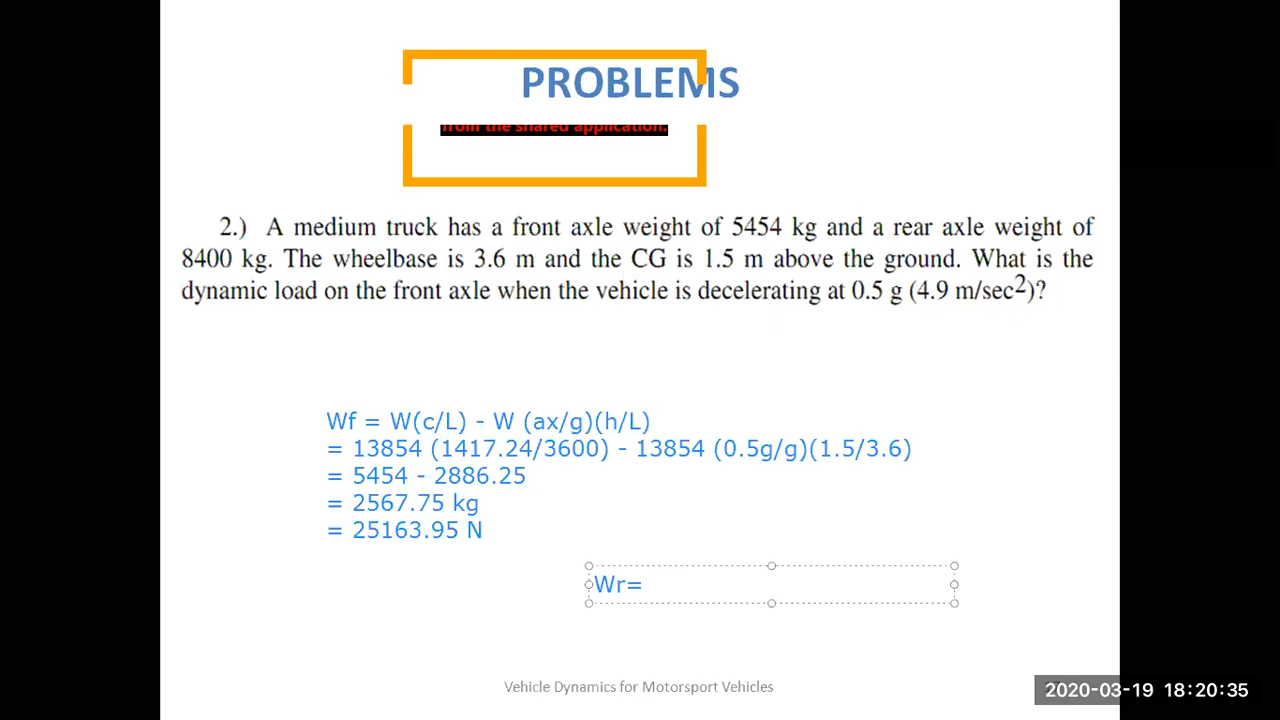 PROBLEMS
from the shared application.
2.) A medium truck has a front axle weight of 5454 kg and a rear axle weight of
8400 kg. The wheelbase is 3.6 m and the CG is 1.5 m above the ground. What is the
dynamic load on the front axle when the vehicle is decelerating at 0.5 g (4.9 m/sec2)?
Wf = W(c/L) - W (ax/g)(h/L)
= 13854 (1417.24/3600) - 13854 (0.5g/g)(1.5/3.6)
= 5454 - 2886.25
= 2567.75 kg
= 25163.95 N
Wr=
Vehicle Dynamics for Motorsport Vehicles
2020-03-19 18:20:35